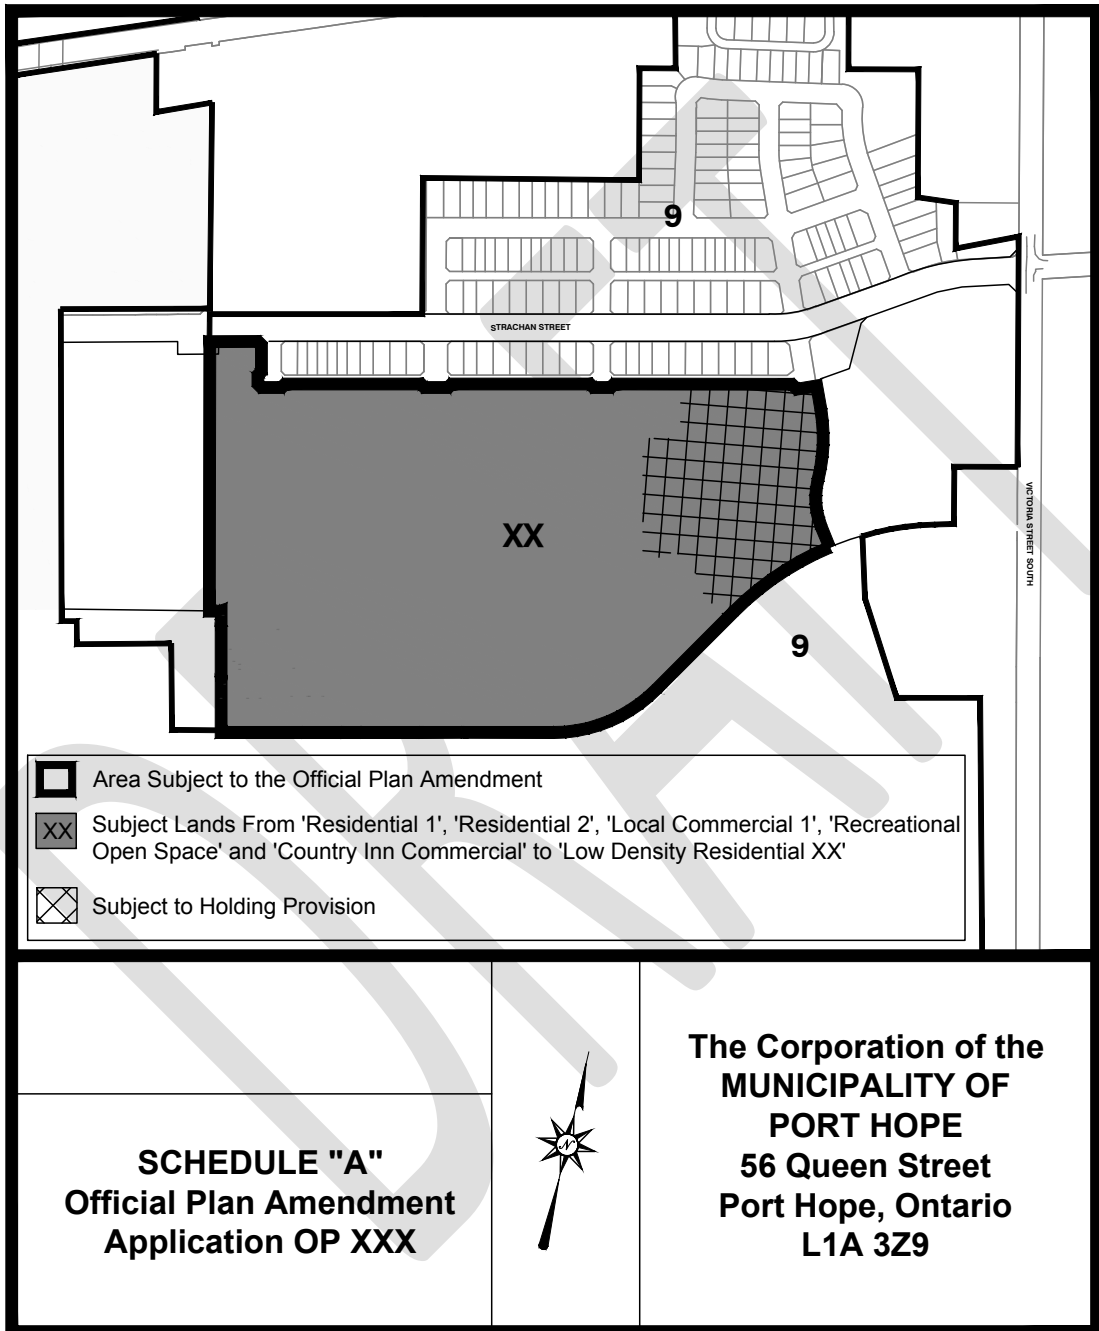 9
STRACHAN STREET
XX
VICTORIA STREET SOUTH
9
Area Subject to the Official Plan Amendment
XX
Subject Lands From 'Residential 1', 'Residential 2', 'Local Commercial 1', 'Recreational
Open Space' and 'Country Inn Commercial' to 'Low Density Residential XX'
Subject to Holding Provision
DRAFT
SCHEDULE "A"
Official Plan Amendment
Application OP XXX
N
The Corporation of the
MUNICIPALITY OF
PORT HOPE
56 Queen Street
Port Hope, Ontario
L1A 3Z9